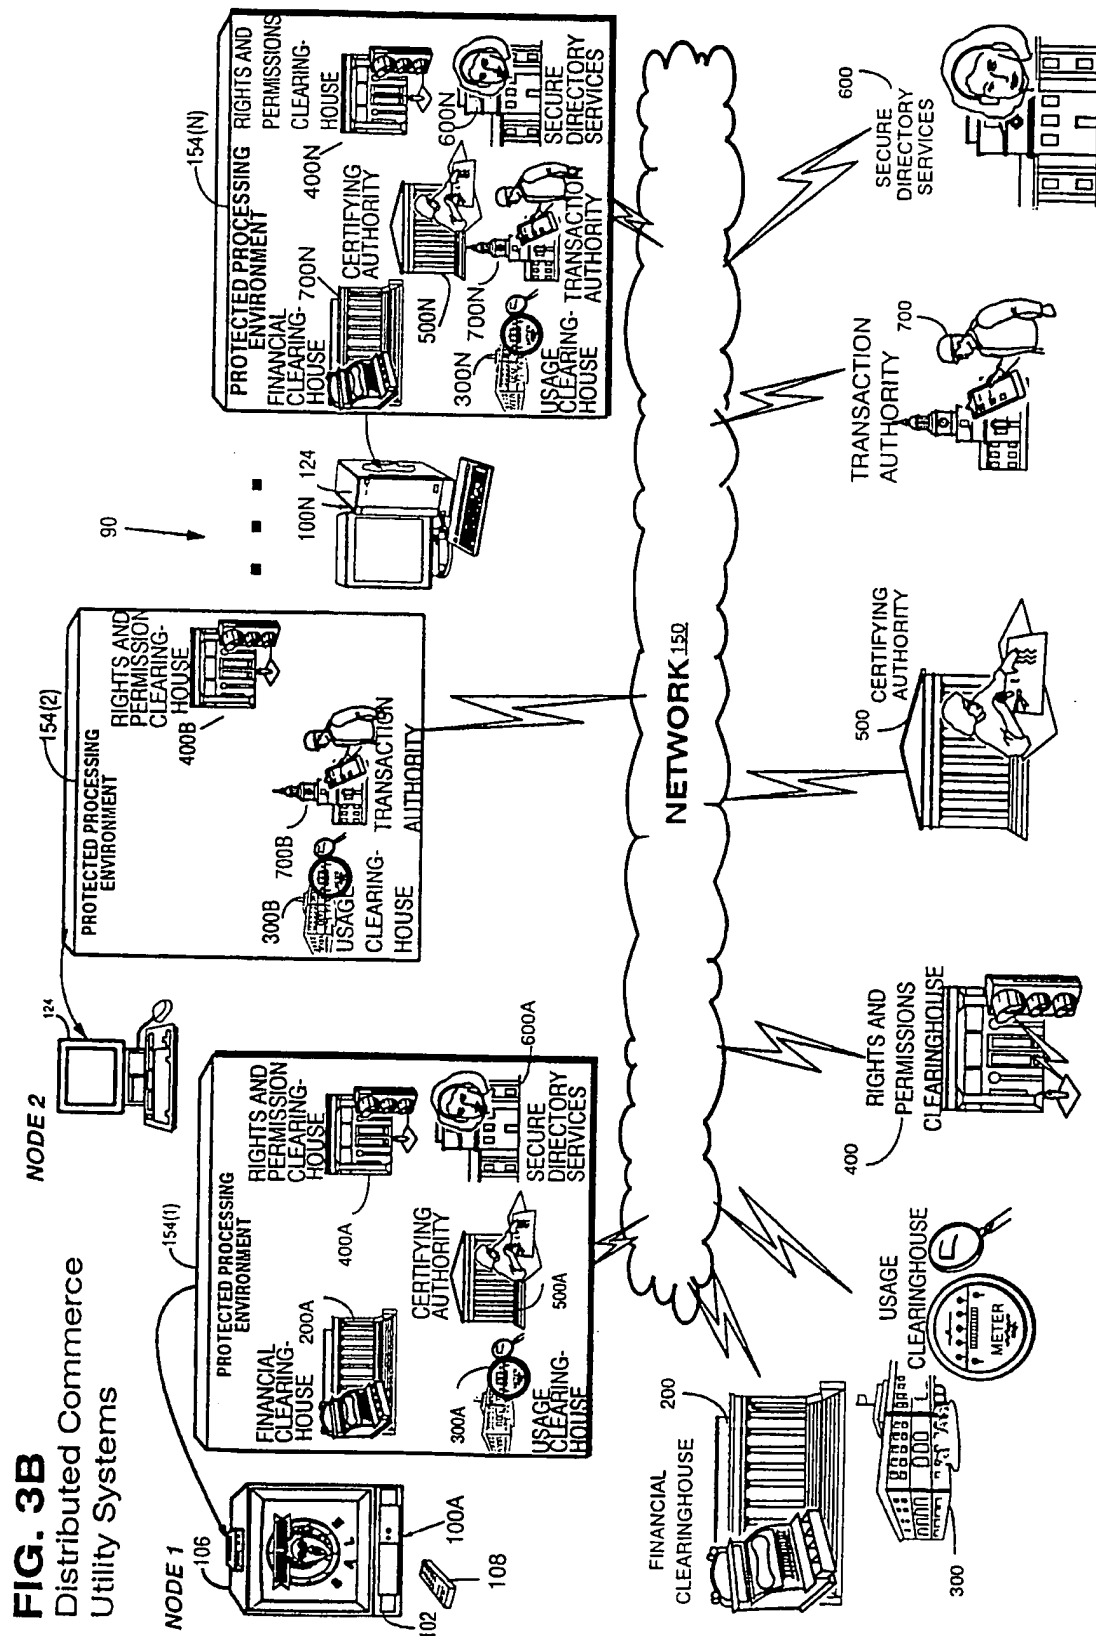 FIG. 3B
Distributed Commerce
Utility Systems
NODE 1
106
102
100A
108
154(1)
PROTECTED PROCESSING
ENVIRONMENT
FINANCIAL
CLEARING-
HOUSE
200A
RIGHTS AND
PERMISSION
CLEARING-
HOUSE
400A
300A
USAGE
CLEARING-
HOUSE
CERTIFYING
AUTHORITY
500A
600A
SECURE
DIRECTORY
SERVICES
NODE 2
124
154(2)
PROTECTED PROCESSING
ENVIRONMENT
RIGHTS AND
PERMISSION
CLEARING-
HOUSE
400B
300B
USAGE
CLEARING-
HOUSE
700B
TRANSACTION
AUTHORITY
90
100N
124
154(N)
PROTECTED PROCESSING
ENVIRONMENT
FINANCIAL
CLEARING-
HOUSE
700N
RIGHTS AND
PERMISSIONS
CLEARING-
HOUSE
400N
CERTIFYING
AUTHORITY
500N
600N
SECURE
DIRECTORY
SERVICES
300N
USAGE
CLEARING-
HOUSE
700N
TRANSACTION
AUTHORITY
NETWORK 150
FINANCIAL
CLEARINGHOUSE
200
USAGE
CLEARINGHOUSE
METER
300
RIGHTS AND
PERMISSIONS
CLEARINGHOUSE
400
500
CERTIFYING
AUTHORITY
TRANSACTION
AUTHORITY
700
600
SECURE
DIRECTORY
SERVICES